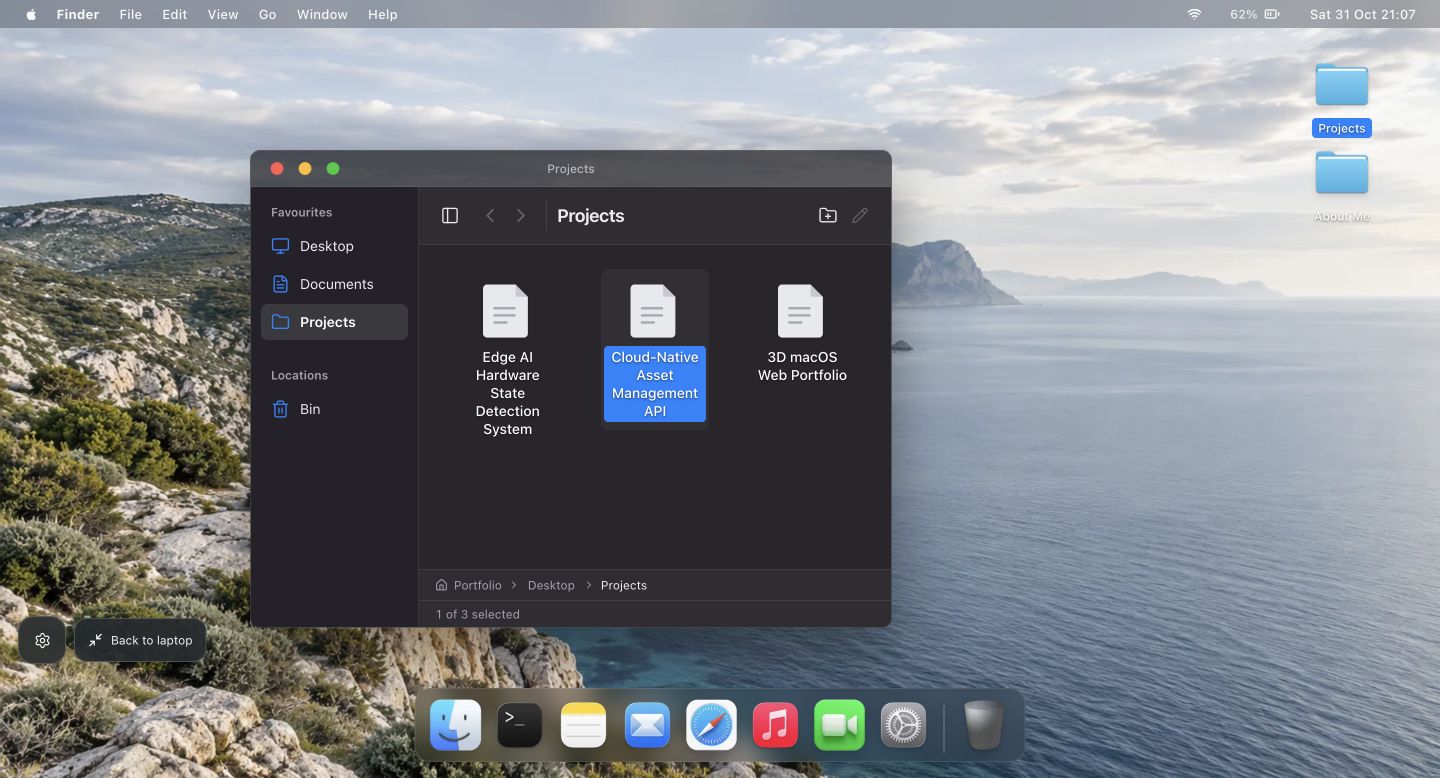 Finder File Edit View Go Window Help 62% Sat 31 Oct 21:07
Projects
About Me
Projects
Favourites
Desktop
Documents
Projects
Locations
Bin
Projects
Edge AI
Hardware
State
Detection
System
Cloud-Native
Asset
Management
API
3D macOS
Web Portfolio
Portfolio > Desktop > Projects
1 of 3 selected
Back to laptop
>_